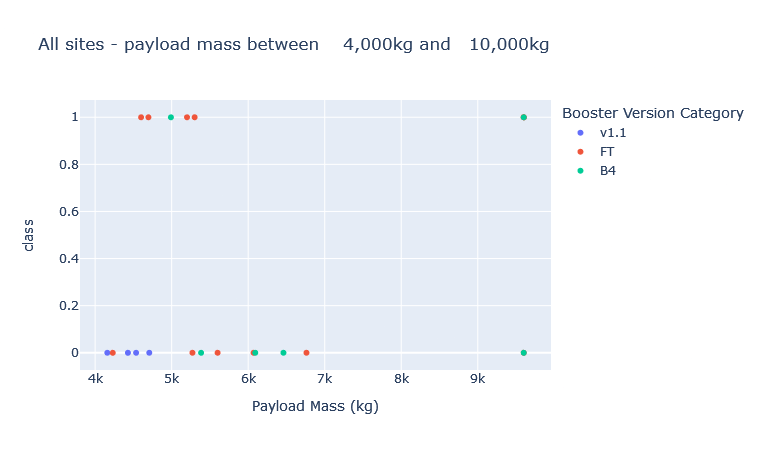 All sites - payload mass between 4,000kg and 10,000kg
Booster Version Category
v1.1
FT
B4
class
1
0.8
0.6
0.4
0.2
0
4k 5k 6k 7k 8k 9k
Payload Mass (kg)